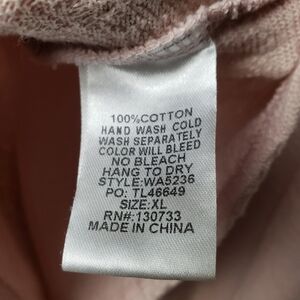 100%COTTON
HAND WASH COLD
WASH SEPARATELY
COLOR WILL BLEED
NO BLEACH
HANG TO DRY
STYLE:WA5236
PO: TL46649
SIZE:XL
RN#:130733
MADE IN CHINA